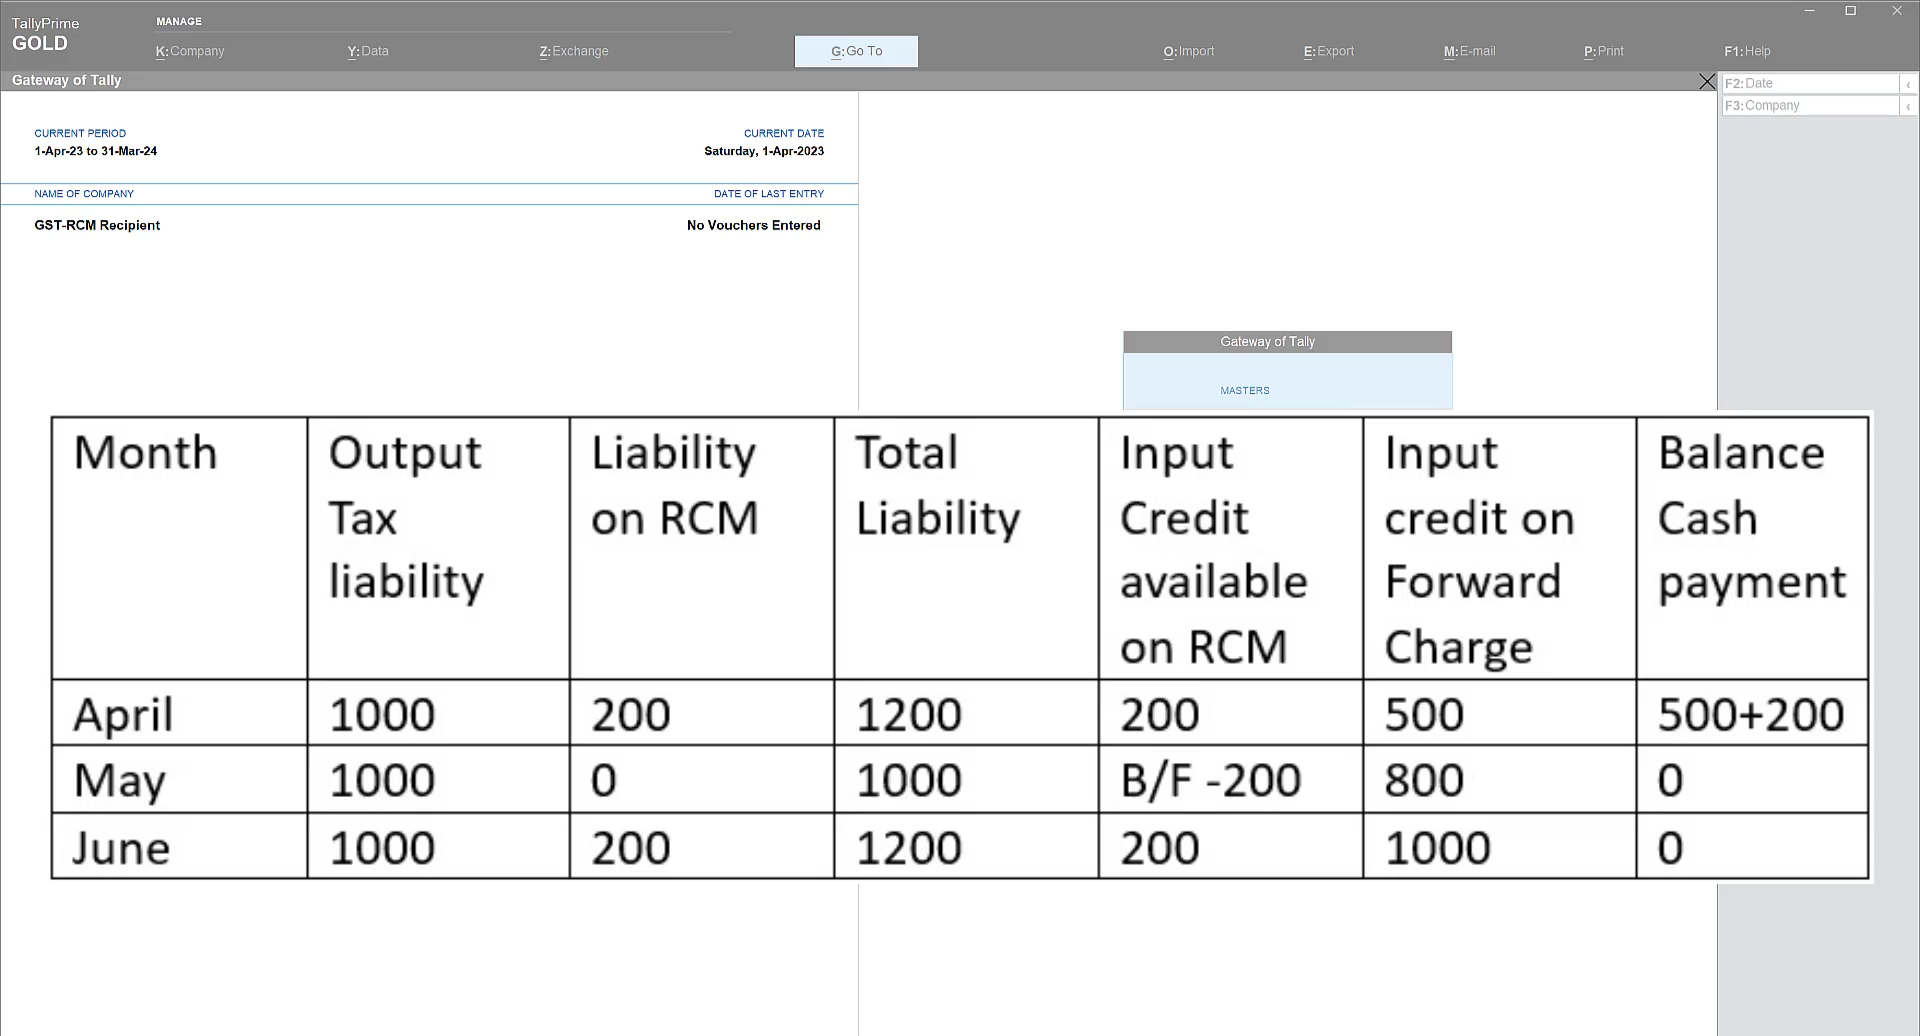 TallyPrime
GOLD
MANAGE
K:Company
Y:Data
Z:Exchange
G:Go To
O:Import
E:Export
M:E-mail
P:Print
F1:Help
Gateway of Tally
F2:Date
F3:Company
CURRENT PERIOD
CURRENT DATE
1-Apr-23 to 31-Mar-24
Saturday, 1-Apr-2023
NAME OF COMPANY
DATE OF LAST ENTRY
GST-RCM Recipient
No Vouchers Entered
Gateway of Tally
MASTERS
Month
Output
Tax
liability
Liability
on RCM
Total
Liability
Input
Credit
available
on RCM
Input
credit on
Forward
Charge
Balance
Cash
payment
April
1000
200
1200
200
500
500+200
May
1000
0
1000
B/F -200
800
0
June
1000
200
1200
200
1000
0